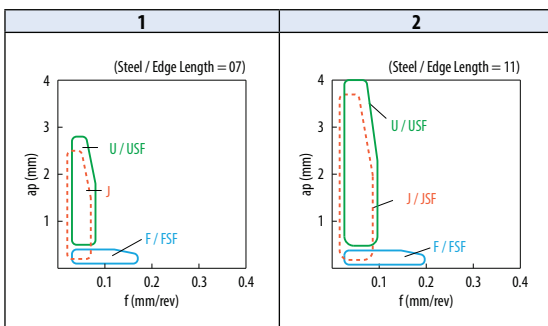 1
2
(Steel / Edge Length = 07)
4
3
2
1
ap (mm)
U / USF
J
F / FSF
0.1
0.2
0.3
0.4
f (mm/rev)
(Steel / Edge Length = 11)
4
3
2
1
ap (mm)
U / USF
J / JSF
F / FSF
0.1
0.2
0.3
0.4
f (mm/rev)